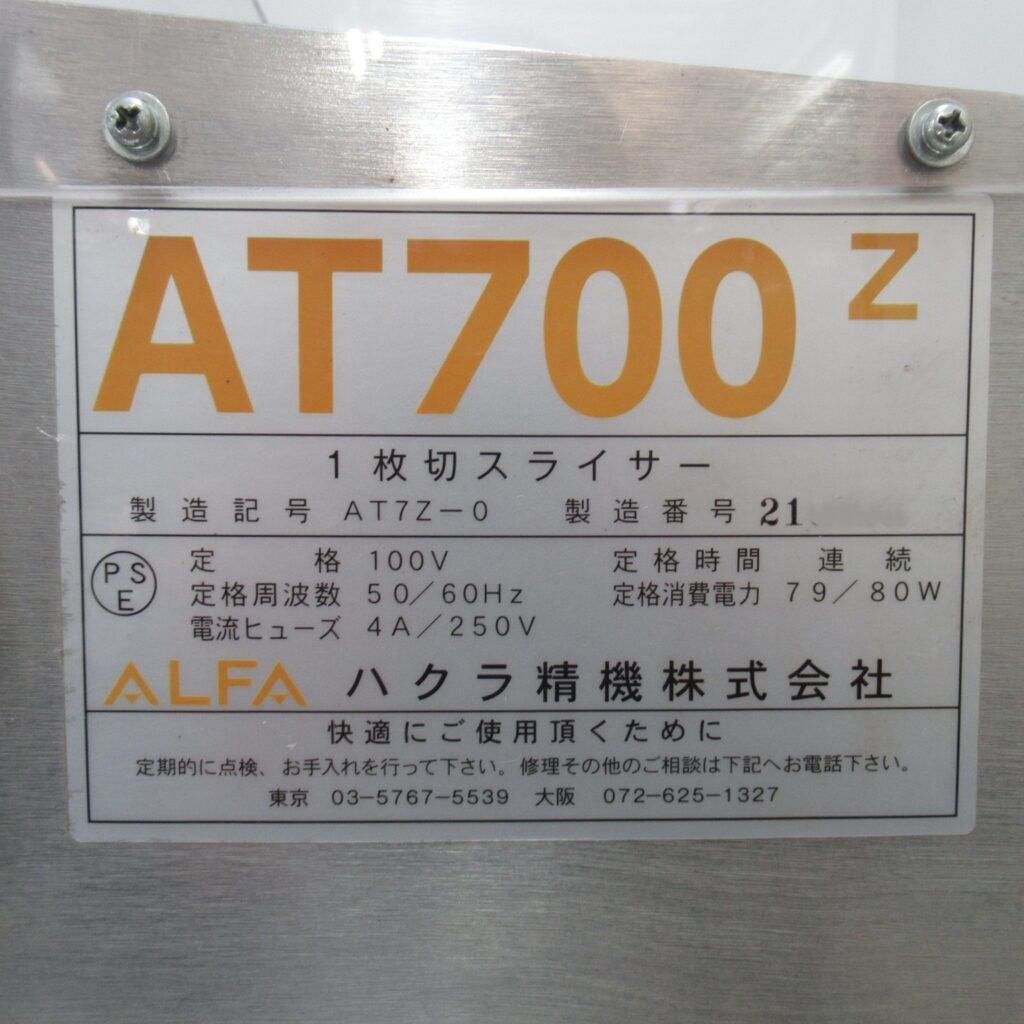 AT700 Z
1枚切スライサー
製造記号 AT7Z-0 製造番号 21
PSE
定格 100V 定格時間 連続
定格周波数 50/60Hz 定格消費電力 79/80W
電流ヒューズ 4A/250V
ALFA ハクラ精機株式会社
快適にご使用頂くために
定期的に点検、お手入れを行って下さい。修理その他のご相談は下記へお電話下さい。
東京 03-5767-5539 大阪 072-625-1327